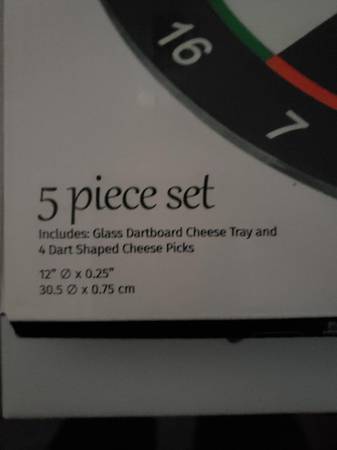 16
7
5 piece set
Includes: Glass Dartboard Cheese Tray and
4 Dart Shaped Cheese Picks
12" Ø x 0.25"
30.5 Ø x 0.75 cm